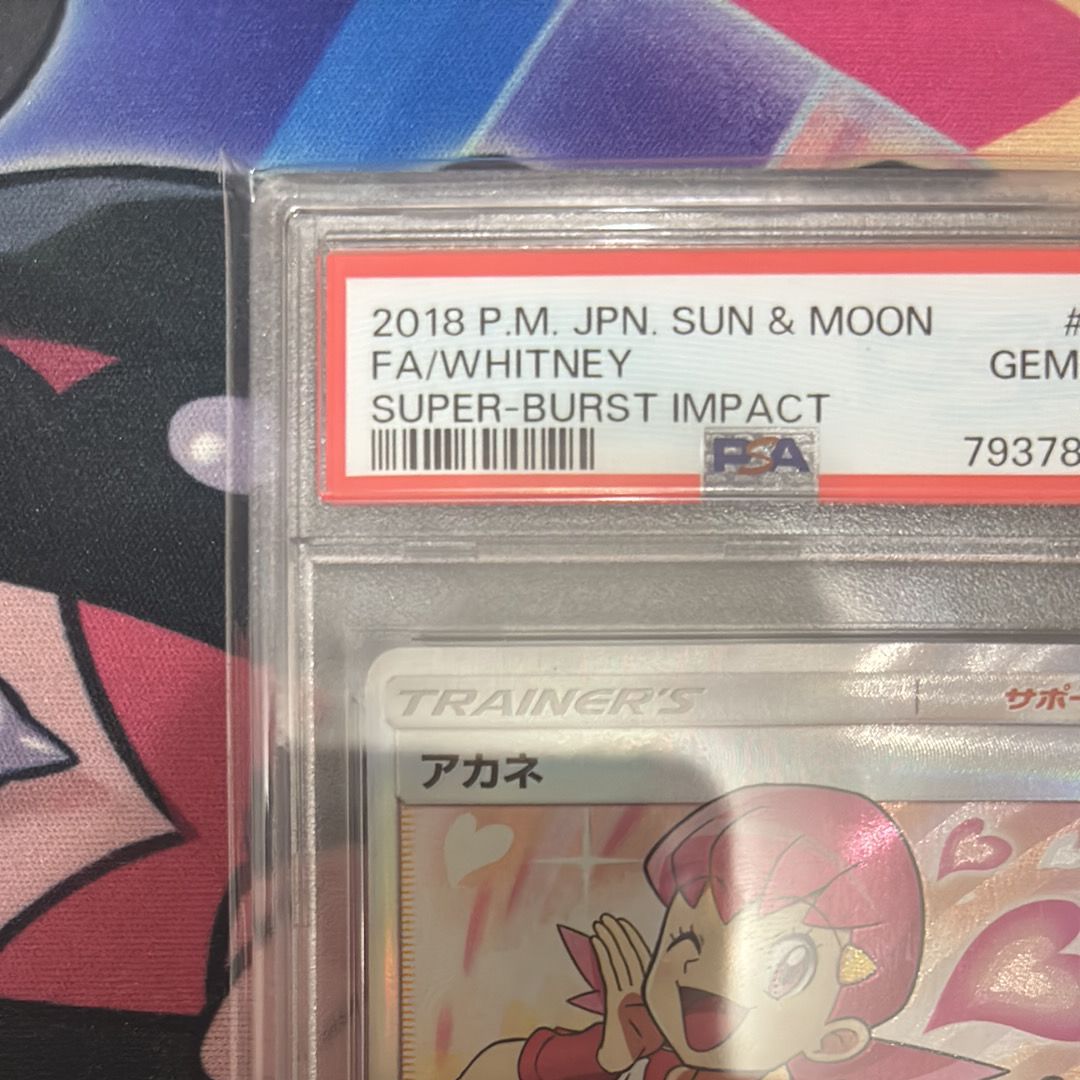 2018 P.M. JPN. SUN & MOON #
FA/WHITNEY GEM
SUPER-BURST IMPACT
PSA 79378
TRAINER'S サポー
アカネ